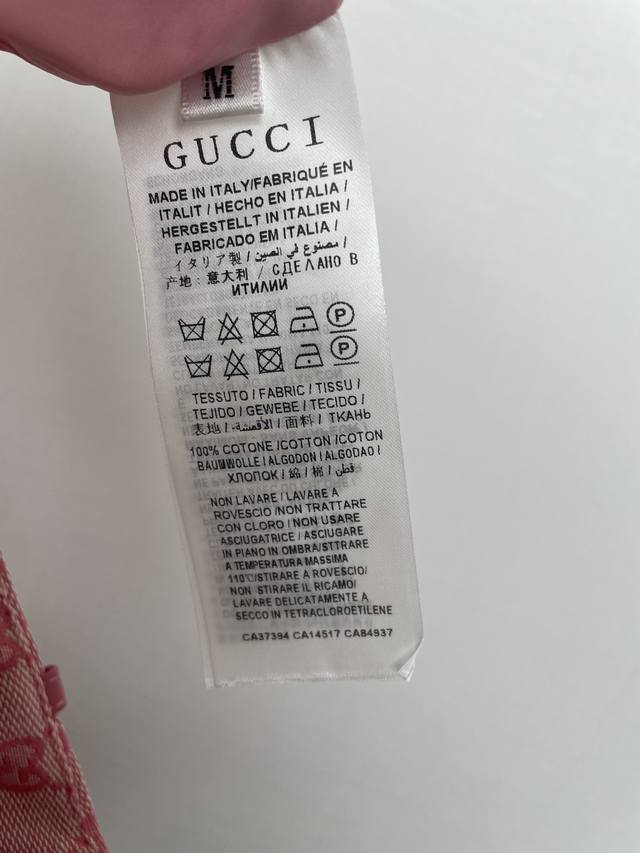 M
GUCCI
MADE IN ITALY/FABRIQUÉ EN
ITALIT / HECHO EN ITALIA /
HERGESTELLT IN ITALIEN /
FABRICADO EM ITALIA /
イタリア製 / مصنوع في الصين /
产地: 意大利 / СДЕЛАНО В
ИТИЛИИ
P
P
TESSUTO / FABRIC / TISSU /
TEJIDO / GEWEBE / TECIDO /
表地 / الأقمشة / 面料 / ТКАНЬ
100% COTONE /COTTON /COTON
BAUMWOLLE | ALGODON | ALGODAO |
ХЛОПОК / 綿 / 棉 / قطن
NON LAVARE / LAVARE A
ROVESCIO /NON TRATTARE
CON CLORO / NON USARE
ASCIUGATRICE / ASCIUGARE
IN PIANO IN OMBRA/STTRARE
A TEMPERATURA MASSIMA
110℃/STIRARE A ROVESCIO/
NON STIRARE IL RICAMO/
LAVARE DELICATAMENTE A
SECCO IN TETRACLOROETILENE
CA37394 CA14517 CA84937